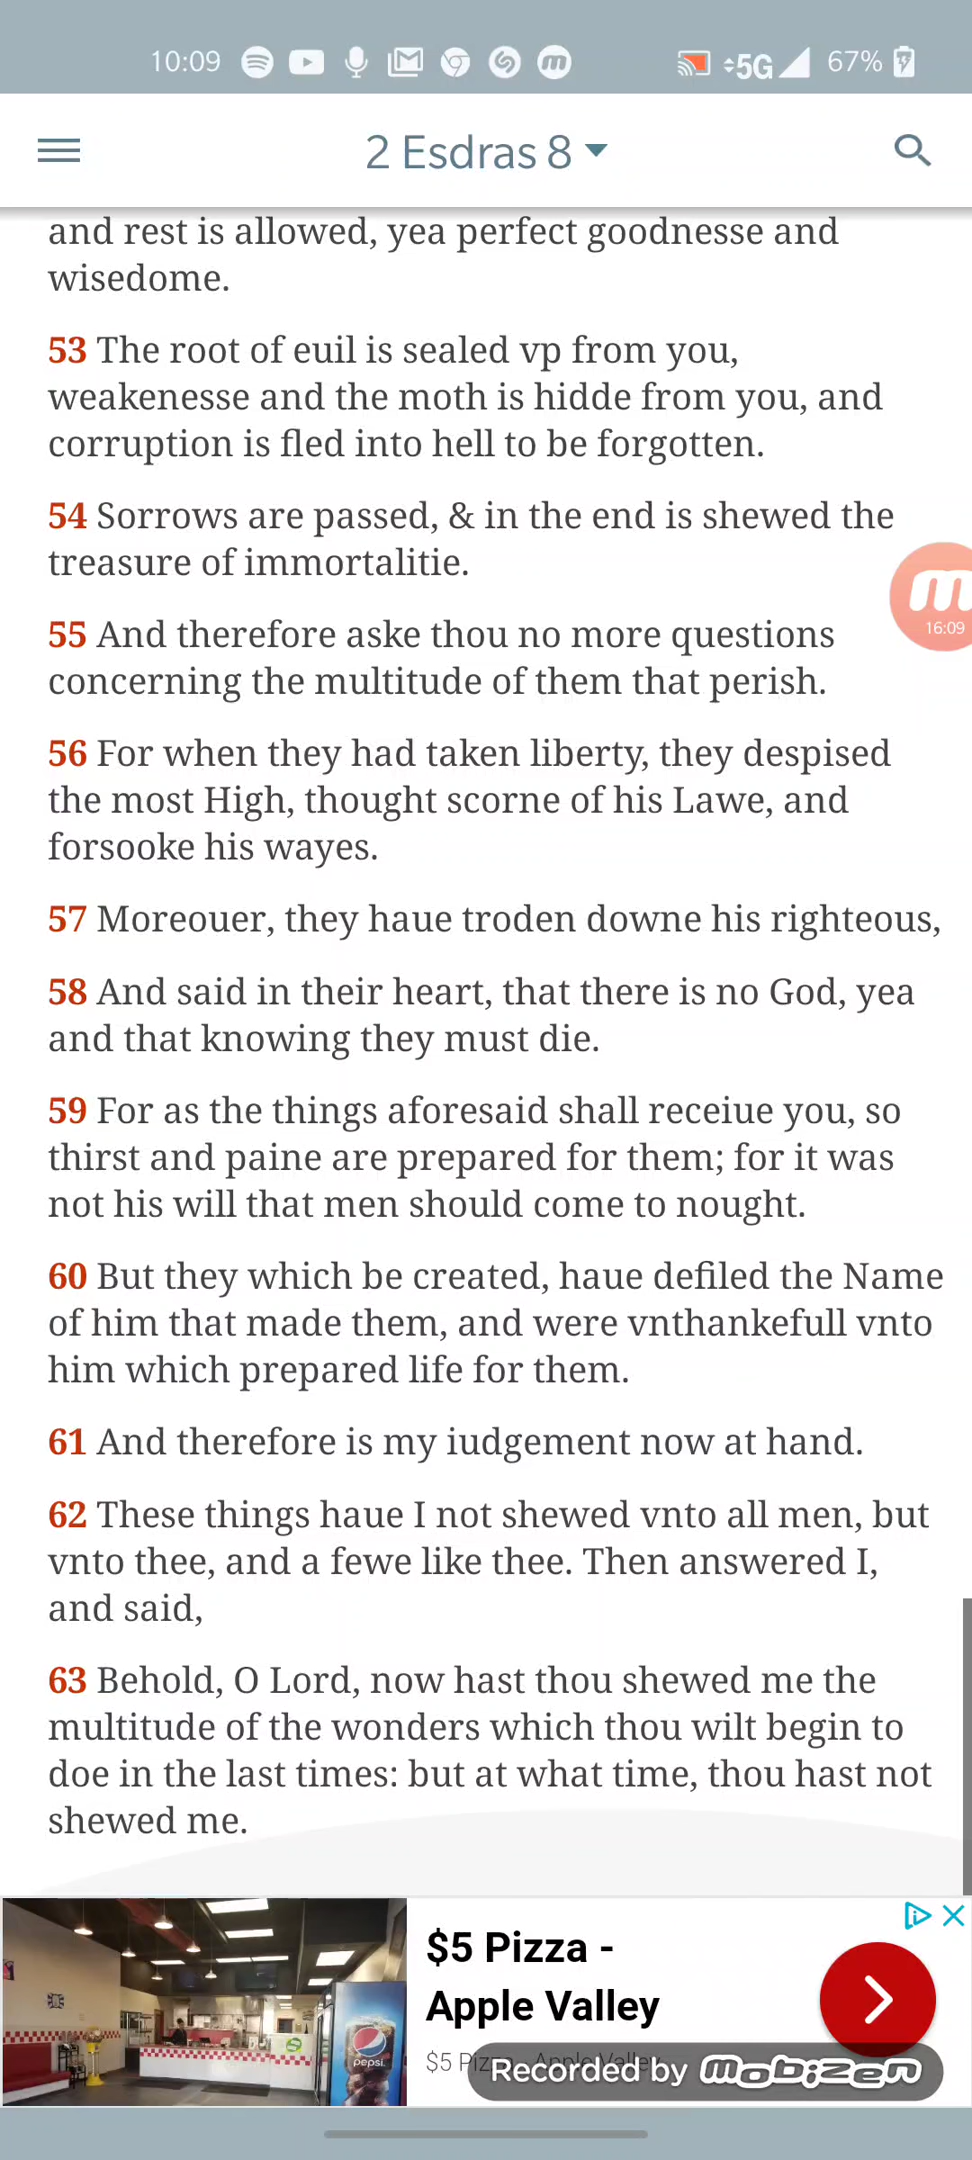 10:09
5G
67%
2 Esdras 8
and rest is allowed, yea perfect goodnesse and
wisedome.
53 The root of euil is sealed vp from you,
weakenesse and the moth is hidde from you, and
corruption is fled into hell to be forgotten.
54 Sorrows are passed, & in the end is shewed the
treasure of immortalitie.
16:09
55 And therefore aske thou no more questions
concerning the multitude of them that perish.
56 For when they had taken liberty, they despised
the most High, thought scorne of his Lawe, and
forsooke his wayes.
57 Moreouer, they haue troden downe his righteous,
58 And said in their heart, that there is no God, yea
and that knowing they must die.
59 For as the things aforesaid shall receiue you, so
thirst and paine are prepared for them; for it was
not his will that men should come to nought.
60 But they which be created, haue defiled the Name
of him that made them, and were vnthankefull vnto
him which prepared life for them.
61 And therefore is my iudgement now at hand.
62 These things haue I not shewed vnto all men, but
vnto thee, and a fewe like thee. Then answered I,
and said,
63 Behold, O Lord, now hast thou shewed me the
multitude of the wonders which thou wilt begin to
doe in the last times: but at what time, thou hast not
shewed me.
$5 Pizza -
Apple Valley
$5 Pizza - Apple Valley
pepsi
Recorded by mobizen